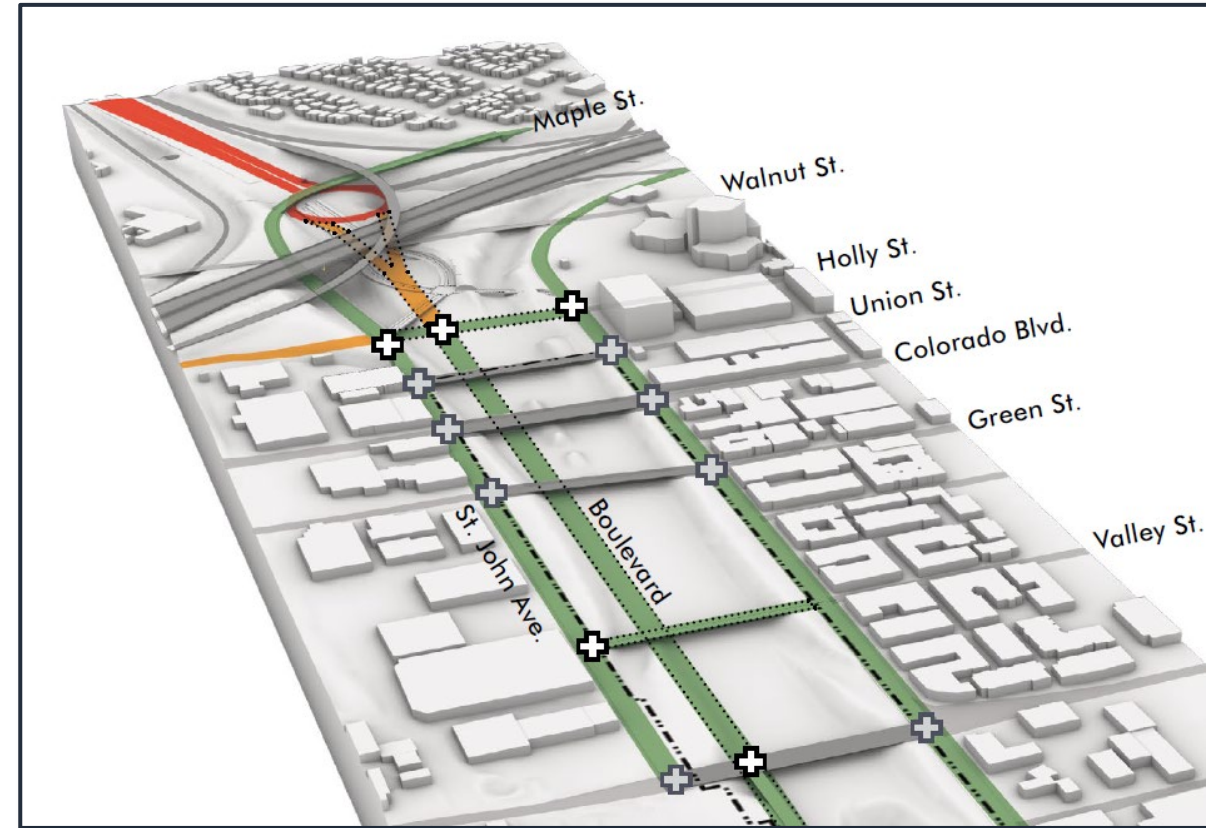 Maple St.
Walnut St.
Holly St.
Union St.
Colorado Blvd.
Green St.
Valley St.
Boulevard
St. John Ave.